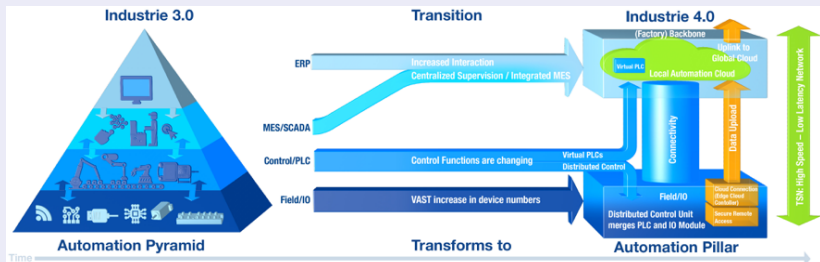 Industrie 3.0
Transition
Industrie 4.0
(Factory) Backbone
Uplink to
Global Cloud
Virtual PLC
Local Automation Cloud
ERP
Increased Interaction
Centralized Supervision / Integrated MES
MES/SCADA
Control/PLC
Control Functions are changing
Virtual PLCs
Distributed Control
Connectivity
Data Upload
TSN: High Speed – Low Latency Network
Field/IO
VAST increase in device numbers
Field/IO
Distributed Control Unit
merges PLC and IO Module
Cloud Connection
(Edge Cloud
Contoller)
Secure Remote
Access
Automation Pyramid
Transforms to
Automation Pillar
Time